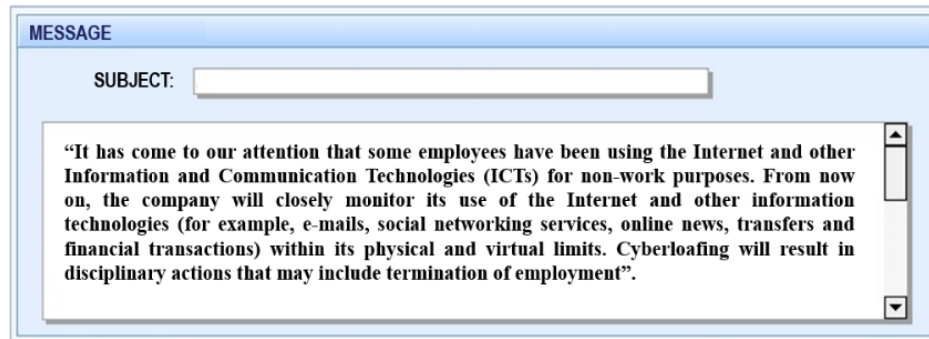 MESSAGE
SUBJECT:
“It has come to our attention that some employees have been using the Internet and other
Information and Communication Technologies (ICTs) for non-work purposes. From now
on, the company will closely monitor its use of the Internet and other information
technologies (for example, e-mails, social networking services, online news, transfers and
financial transactions) within its physical and virtual limits. Cyberloafing will result in
disciplinary actions that may include termination of employment”.